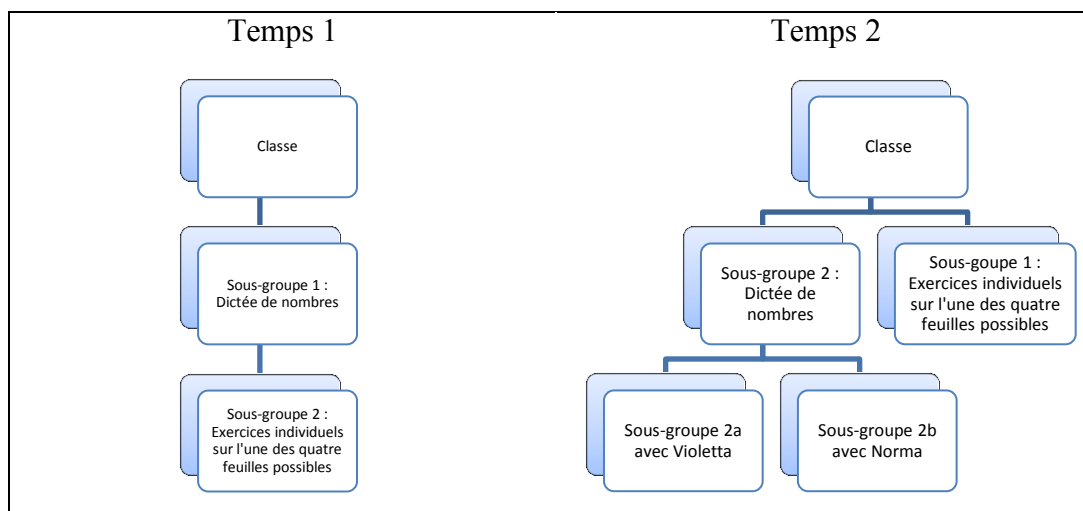 Temps 1
Classe
Sous-groupe 1 :
Dictée de nombres
Sous-groupe 2 :
Exercices individuels
sur l'une des quatre
feuilles possibles
Temps 2
Classe
Sous-groupe 2 :
Dictée de
nombres
Sous-goupe 1 :
Exercices individuels
sur l'une des quatre
feuilles possibles
Sous-groupe 2a
avec Violetta
Sous-groupe 2b
avec Norma